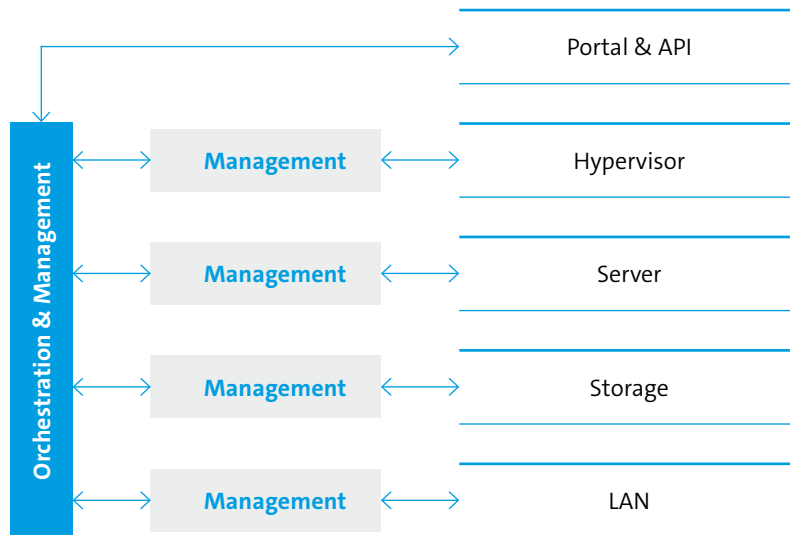 Portal & API
Orchestration & Management
Management
Hypervisor
Management
Server
Management
Storage
Management
LAN